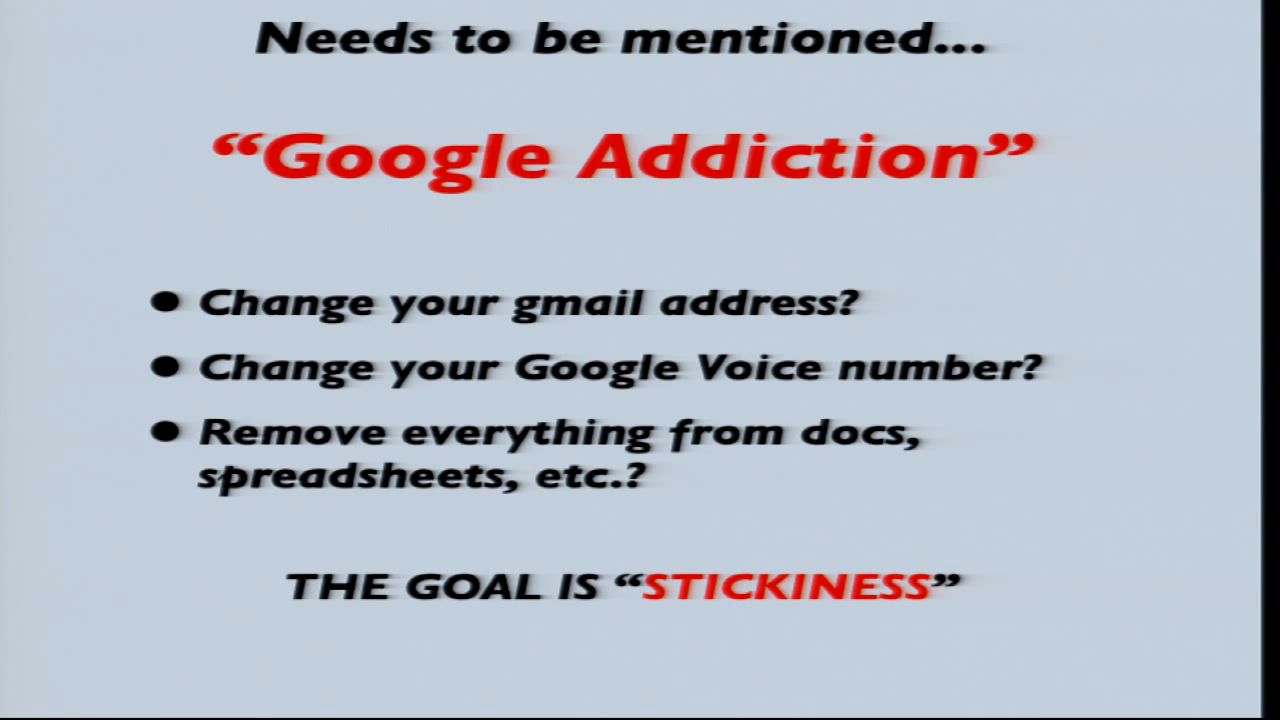 Needs to be mentioned...
“Google Addiction”
● Change your gmail address?
● Change your Google Voice number?
● Remove everything from docs,
spreadsheets, etc.?
THE GOAL IS “STICKINESS”